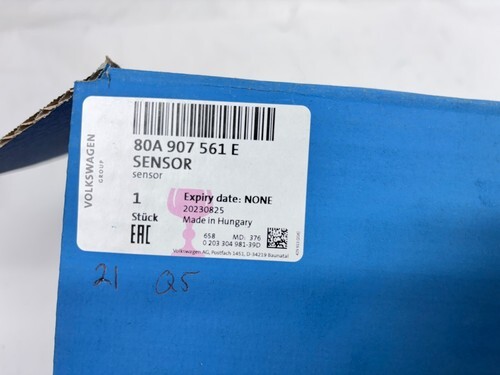 VOLKSWAGEN
GROUP
80A 907 561 E
SENSOR
sensor
1
Stück
Expiry date: NONE
20230825
Made in Hungary
EAC
658 MD: 376
0 203 304 981-39D
Volkswagen AG, Postfach 1451, D-34219 Baunatal
21 Q5